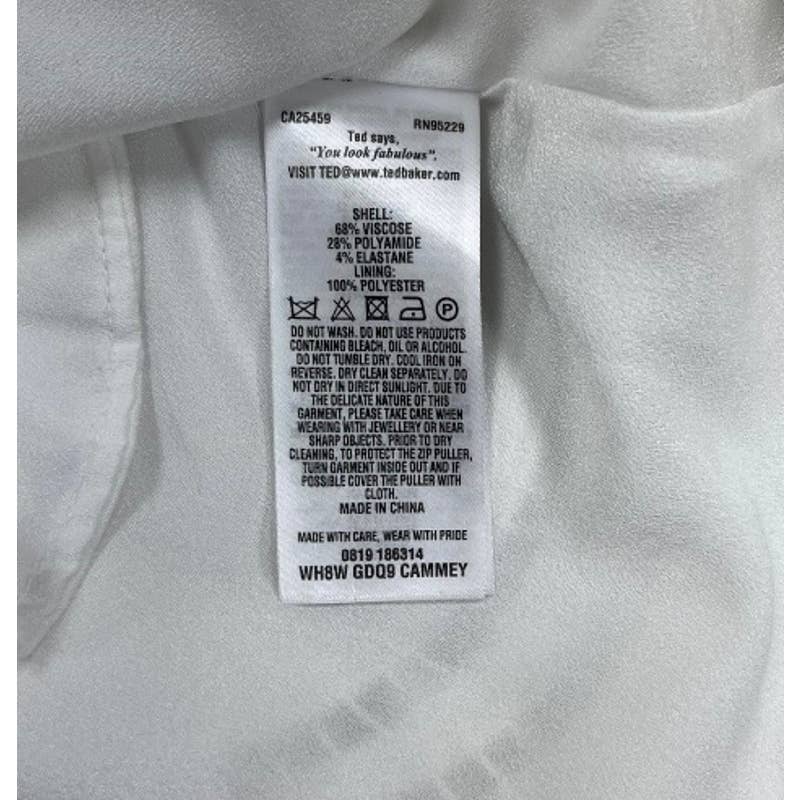 CA25459 RN95229
Ted says,
"You look fabulous".
VISIT TED@www.tedbaker.com
SHELL:
68% VISCOSE
28% POLYAMIDE
4% ELASTANE
LINING:
100% POLYESTER
P
DO NOT WASH. DO NOT USE PRODUCTS
CONTAINING BLEACH, OIL OR ALCOHOL.
DO NOT TUMBLE DRY. COOL IRON ON
REVERSE. DRY CLEAN SEPARATELY. DO
NOT DRY IN DIRECT SUNLIGHT. DUE TO
THE DELICATE NATURE OF THIS
GARMENT, PLEASE TAKE CARE WHEN
WEARING WITH JEWELLERY OR NEAR
SHARP OBJECTS. PRIOR TO DRY
CLEANING, TO PROTECT THE ZIP PULLER,
TURN GARMENT INSIDE OUT AND IF
POSSIBLE COVER THE PULLER WITH
CLOTH.
MADE IN CHINA
MADE WITH CARE, WEAR WITH PRIDE
0819 186314
WH8W GDQ9 CAMMEY